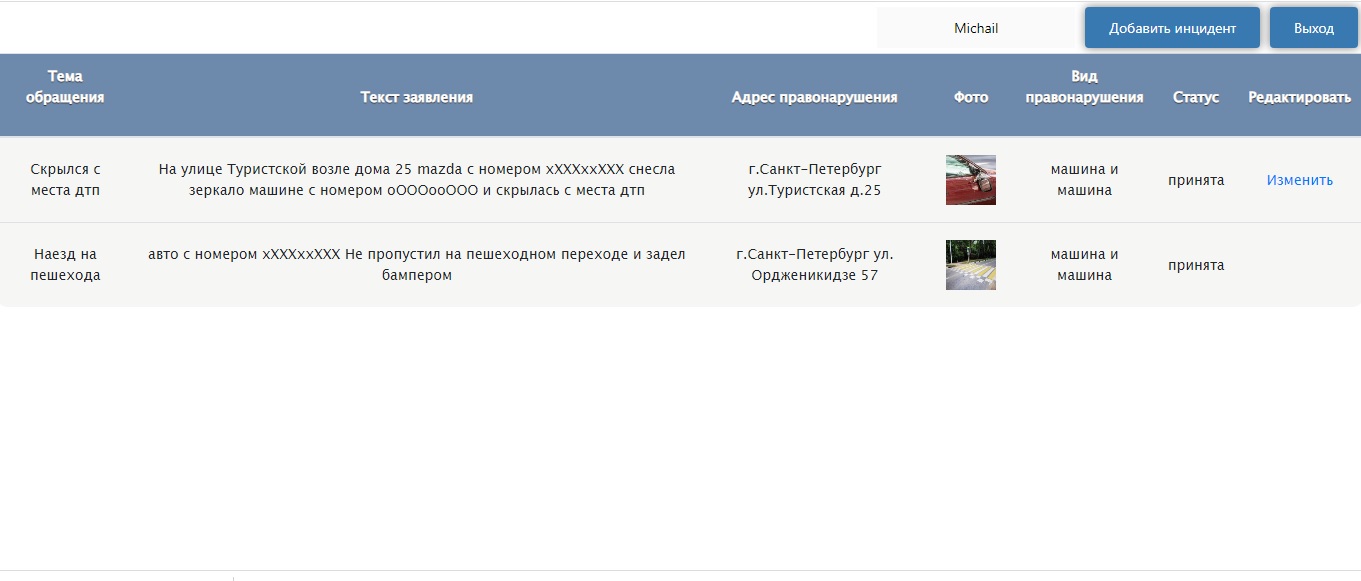 Michail
Добавить инцидент
Выход
Тема
обращения
Текст заявления
Адрес правонарушения
Фото
Вид
правонарушения
Статус
Редактировать
Скрылся с
места дтп
На улице Туристской возле дома 25 mazda с номером xXXXxxXXX снесла
зеркало машине с номером oOOOooOOO и скрылась с места дтп
г.Санкт-Петербург
ул.Туристская д.25
машина и
машина
принята
Изменить
Наезд на
пешехода
авто с номером xXXXxxXXX Не пропустил на пешеходном переходе и задел
бампером
г.Санкт-Петербург ул.
Ордженикидзе 57
машина и
машина
принята